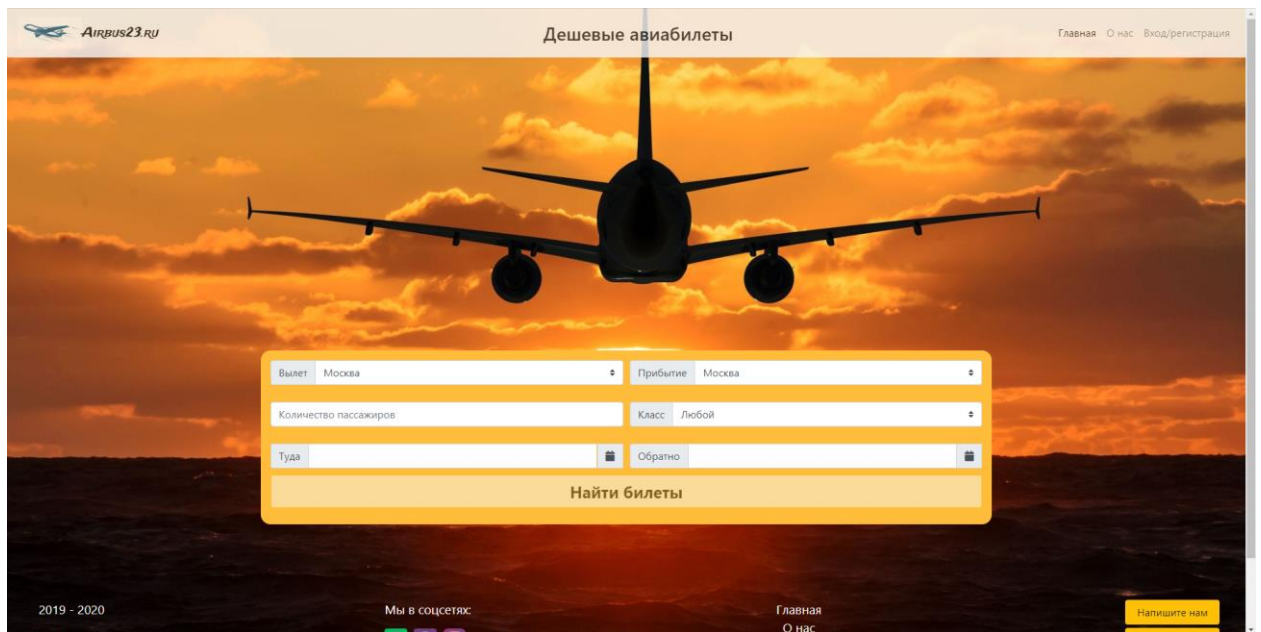 AIRBUS23.RU
Дешевые авиабилеты
Главная О нас Вход/регистрация
Вылет Москва
Прибытие Москва
Количество пассажиров
Класс Любой
Туда
Обратно
Найти билеты
2019 - 2020
Мы в соцсетях:
Главная
О нас
Напишите нам